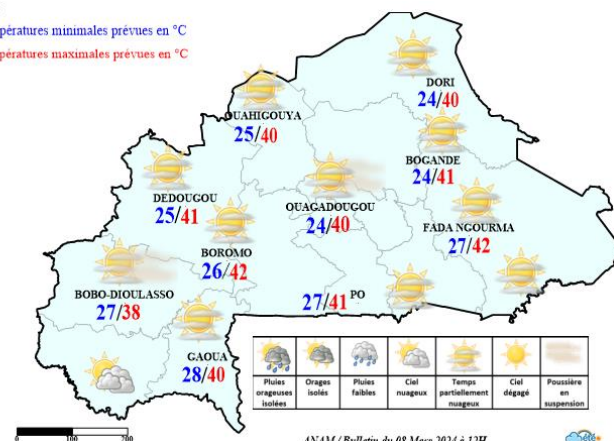 pératures minimales prévues en °C
pératures maximales prévues en °C
DORI
24/40
OUAHIGOUYA
25/40
BOGANDE
24/41
DEDOUGOU
25/41
OUAGADOUGOU
24/40
FADA NGOURMA
27/42
BOROMO
26/42
BOBO-DIOULASSO
27/38
27/41 PO
GAOUA
28/40
Pluies orageuses isolées
Orages isolés
Pluies faibles
Ciel nuageux
Temps partiellement nuageux
Ciel dégagé
Poussière en suspension
0 100 200
ANAM / Bulletin du 08 Mars 2024 à 12H